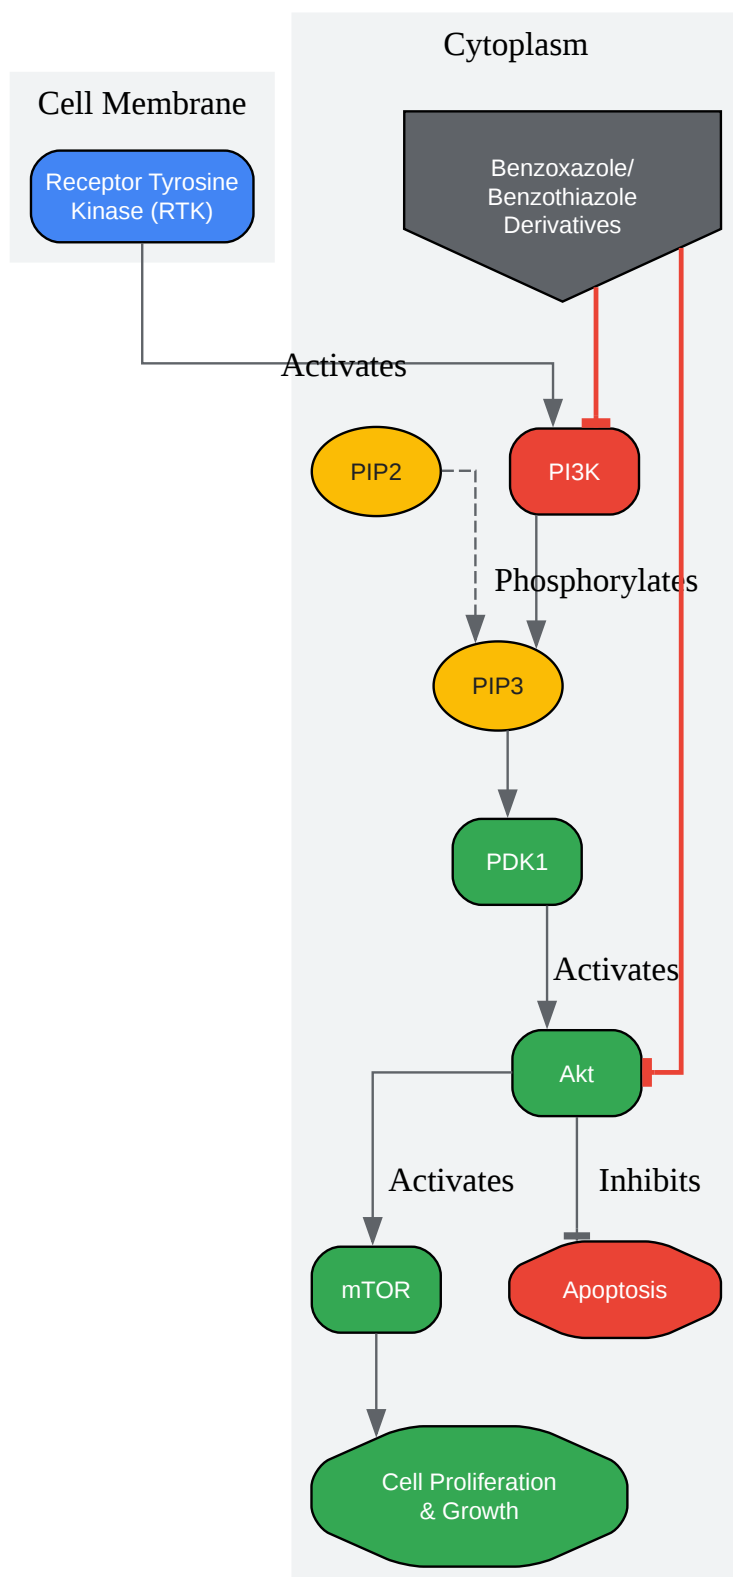 Cytoplasm
Cell Membrane
Receptor Tyrosine
Kinase (RTK)
Benzoxazole/
Benzothiazole
Derivatives
Activates
PIP2
PI3K
Phosphorylates
PIP3
PDK1
Activates
Akt
Activates
Inhibits
mTOR
Apoptosis
Cell Proliferation
& Growth